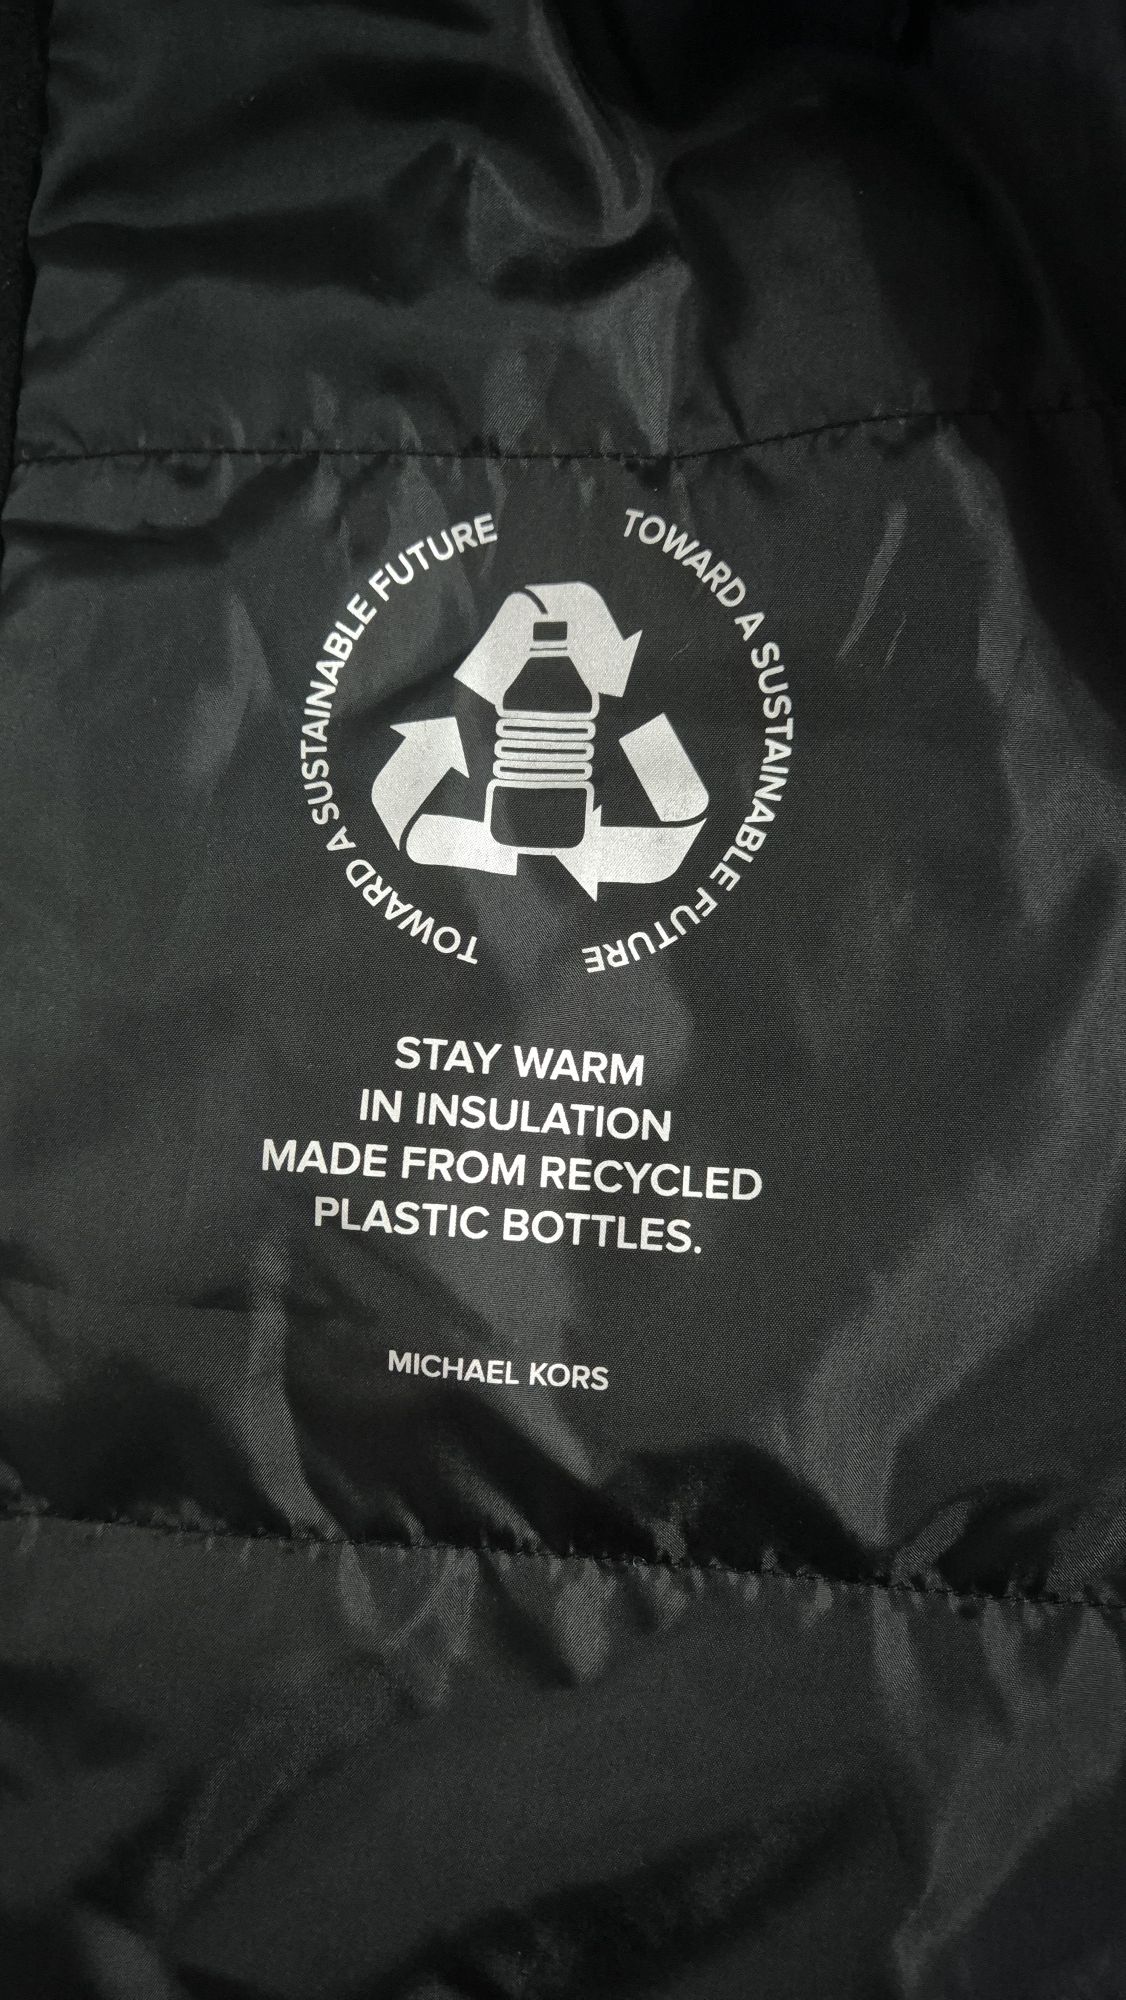 TOWARD A SUSTAINABLE FUTURE
TOWARD A SUSTAINABLE FUTURE
STAY WARM
IN INSULATION
MADE FROM RECYCLED
PLASTIC BOTTLES.
MICHAEL KORS